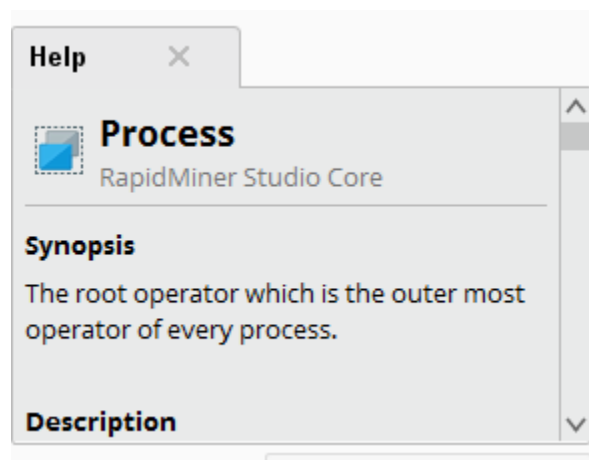 Help
Process
RapidMiner Studio Core
Synopsis
The root operator which is the outer most
operator of every process.
Description